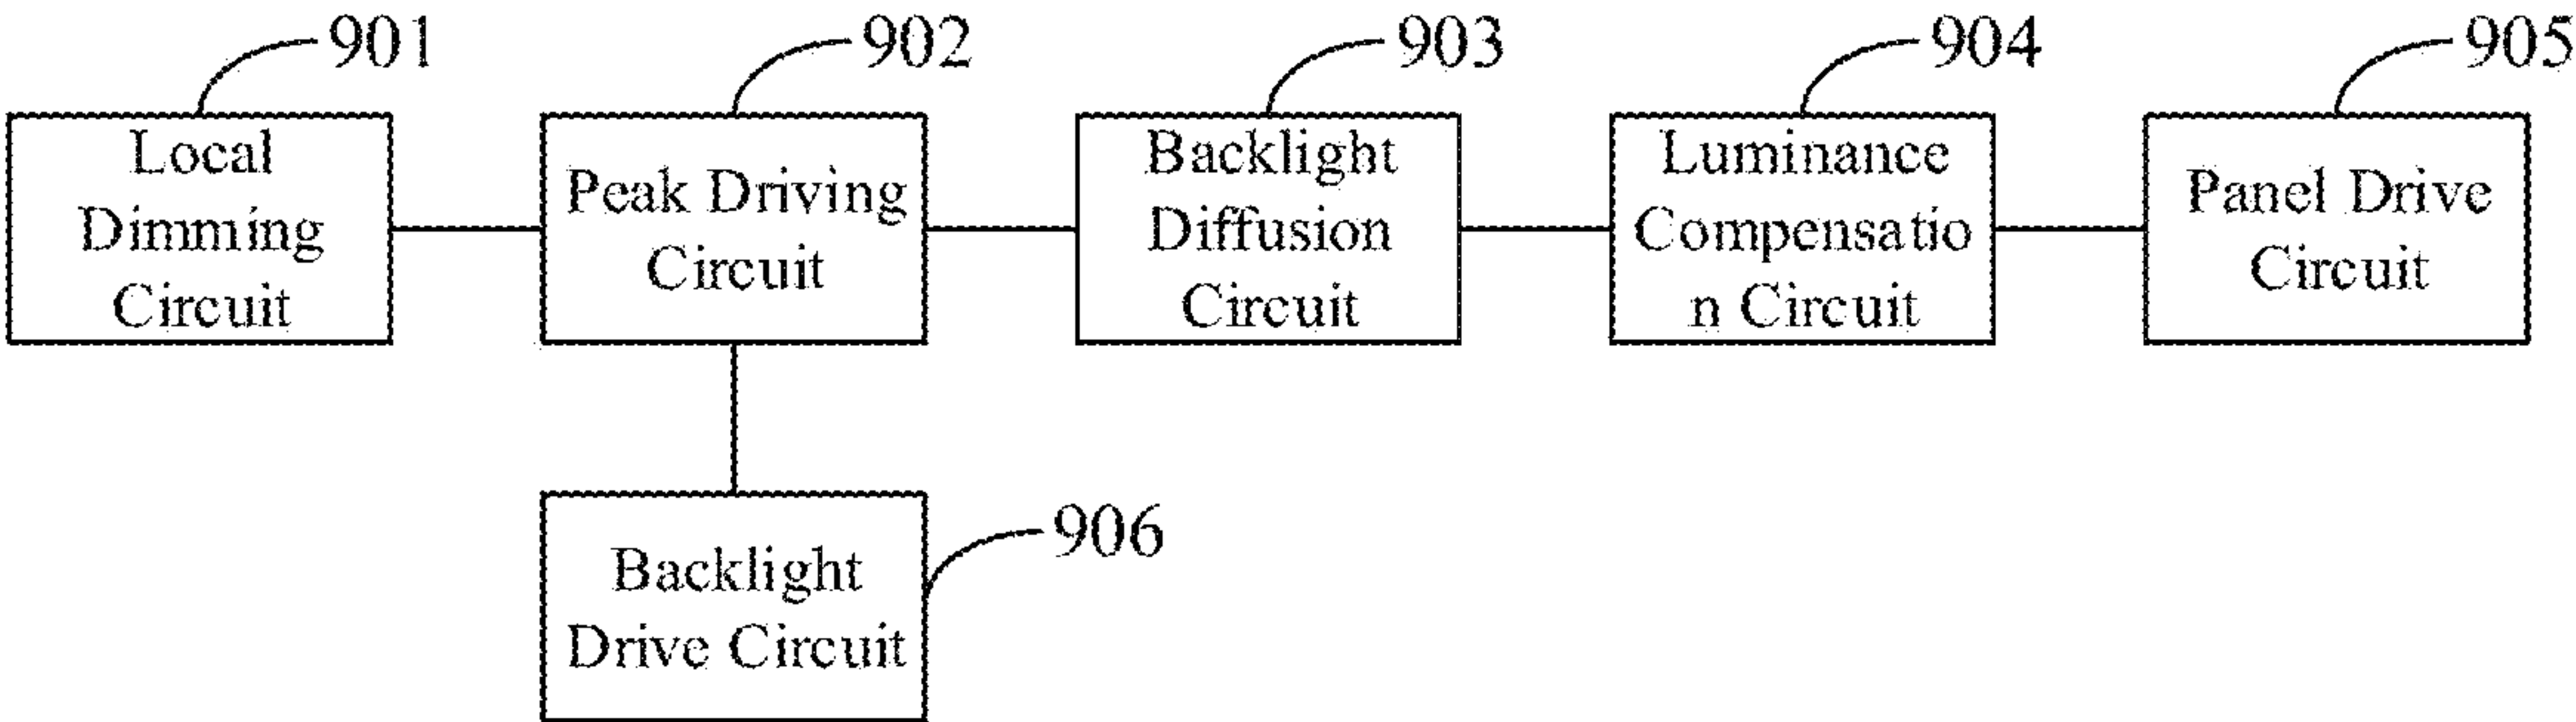 901
902
903
904
905
Local
Dimming
Circuit
Peak Driving
Circuit
Backlight
Diffusion
Circuit
Luminance
Compensatio
n Circuit
Panel Drive
Circuit
906
Backlight
Drive Circuit